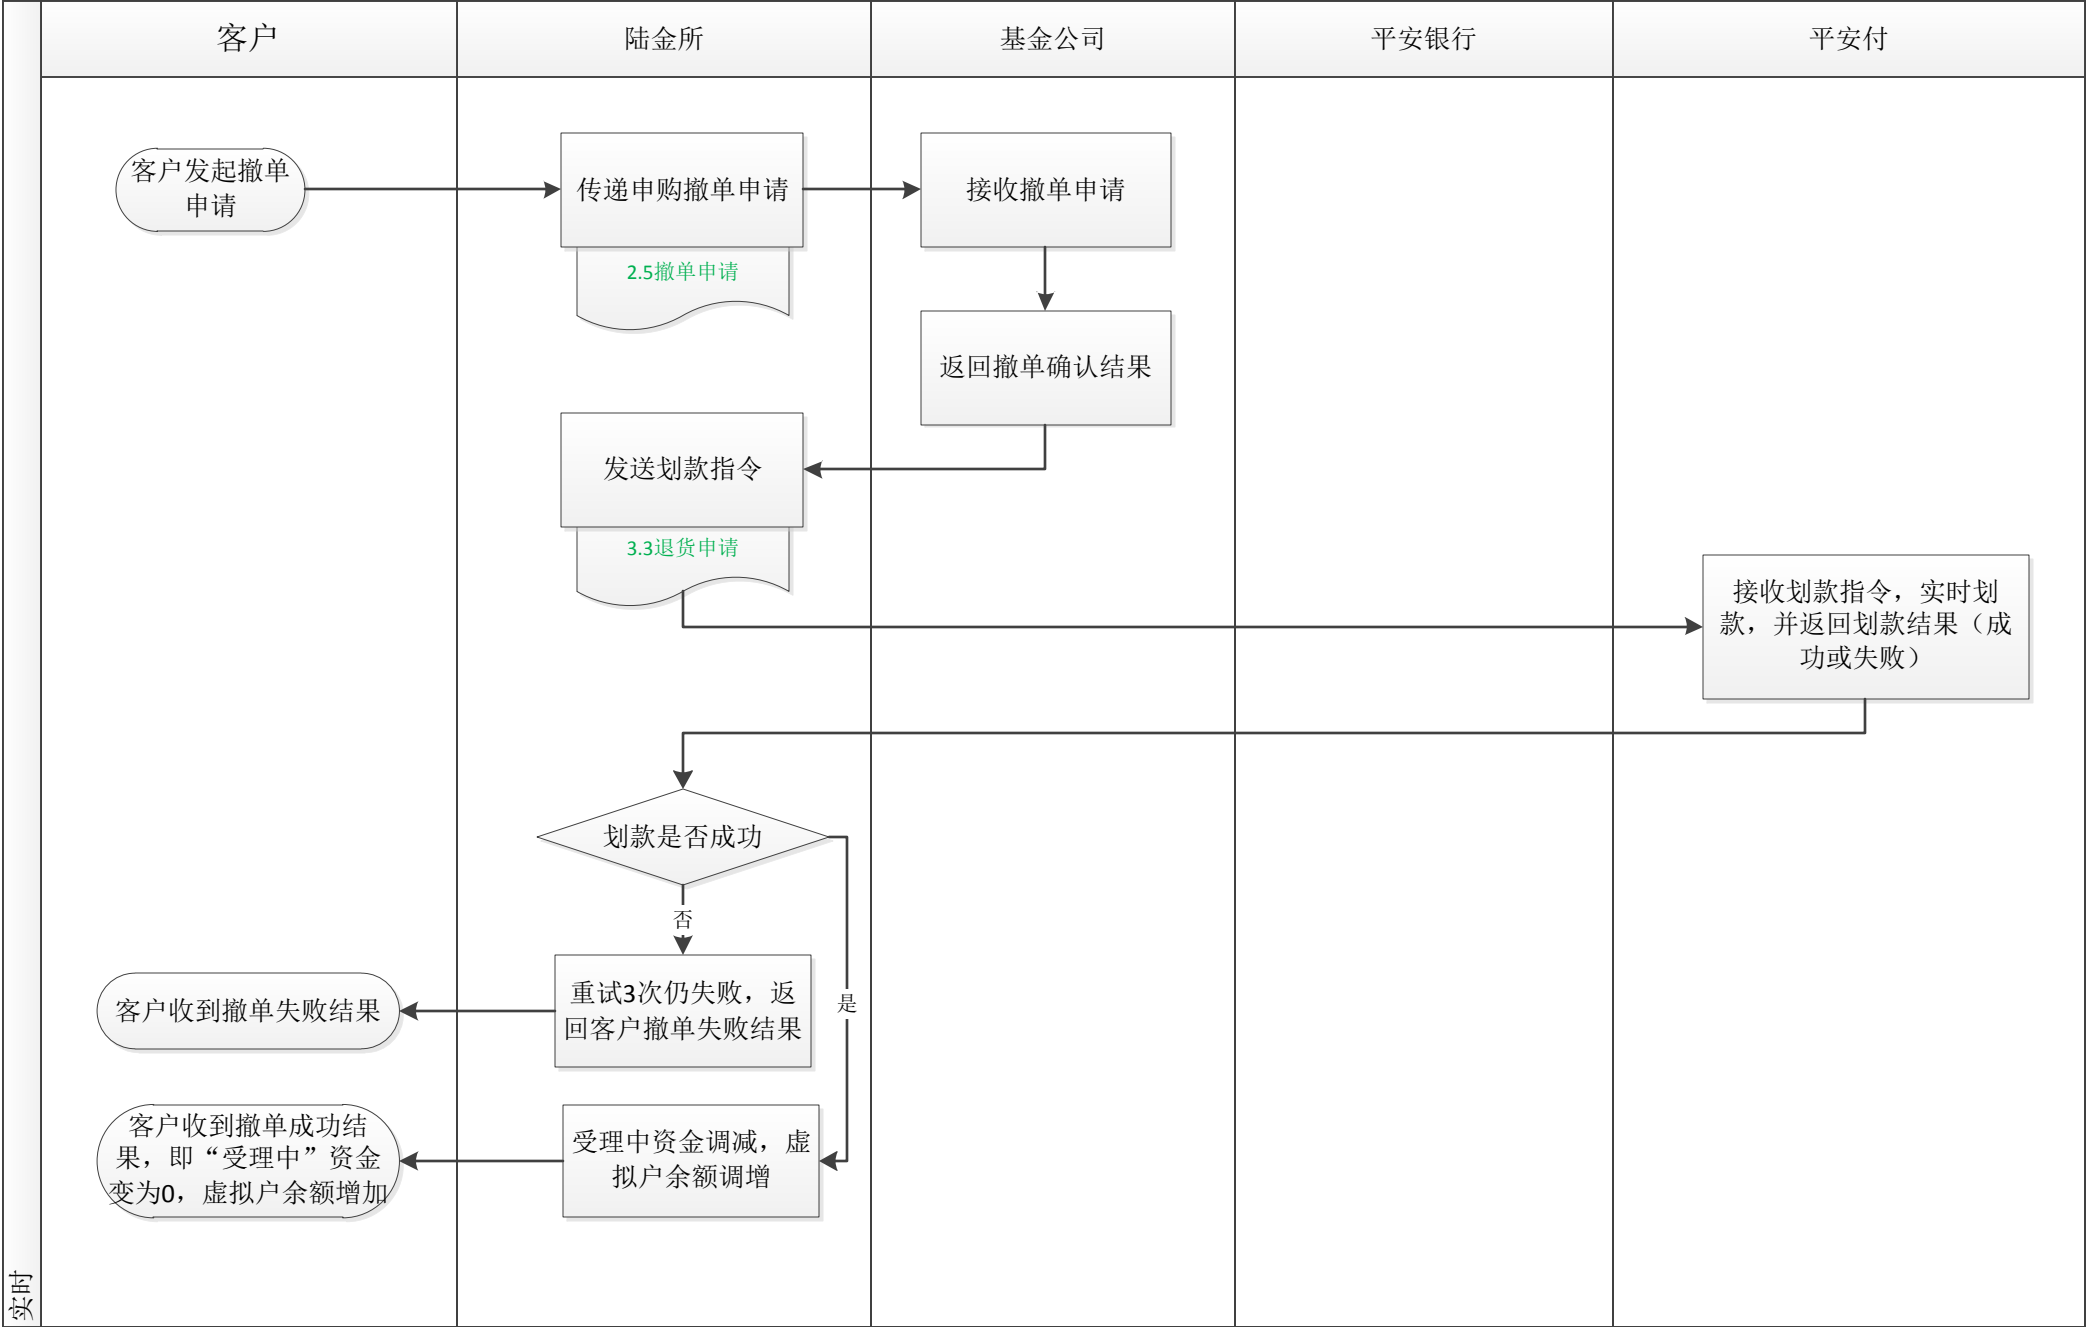 客户
陆金所
基金公司
平安银行
平安付
客户发起撤单
申请
传递申购撤单申请
接收撤单申请
2.5撤单申请
返回撤单确认结果
发送划款指令
3.3退货申请
接收划款指令，实时划
款，并返回划款结果（成
功或失败）
划款是否成功
否
是
重试3次仍失败，返
回客户撤单失败结果
客户收到撤单失败结果
受理中资金调减，虚
拟户余额调增
客户收到撤单成功结
果，即“受理中”资金
变为0，虚拟户余额增加
实时